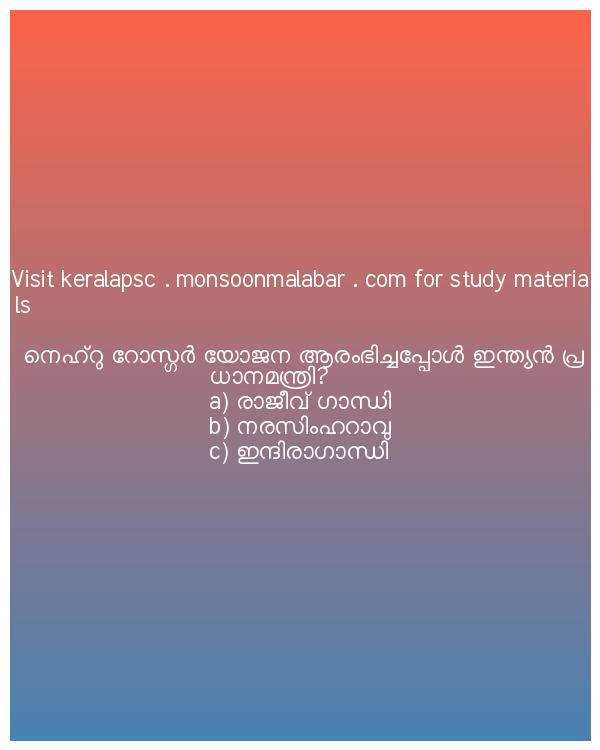 Visit keralapsc . monsoonmalabar . com for study materia
ls
നെഹ്റു റോസ്ഗർ യോജന ആരംഭിച്ചപ്പോൾ ഇന്ത്യൻ പ്ര
ധാനമന്ത്രി?
a) രാജീവ് ഗാന്ധി
b) നരസിംഹറാവു
c) ഇന്ദിരാഗാന്ധി